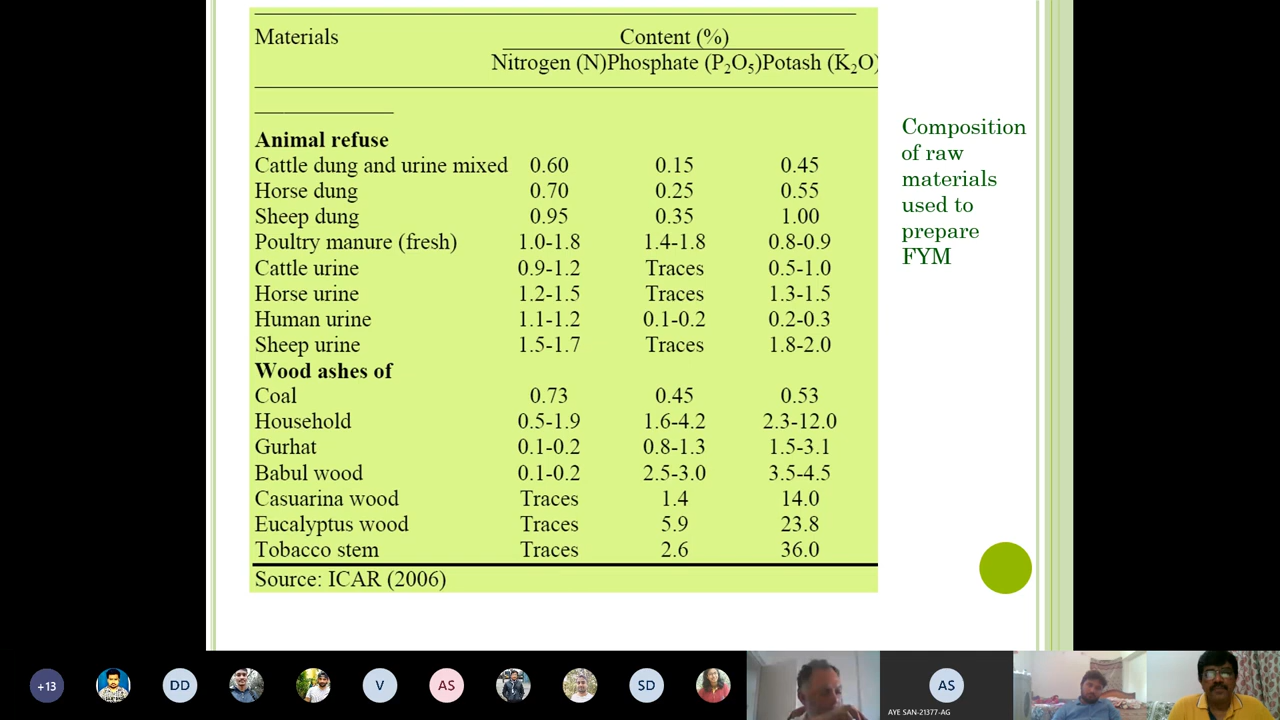 Materials Content (%)
Nitrogen (N) Phosphate (P₂O₅) Potash (K₂O)
Animal refuse
Cattle dung and urine mixed 0.60 0.15 0.45
Horse dung 0.70 0.25 0.55
Sheep dung 0.95 0.35 1.00
Poultry manure (fresh) 1.0-1.8 1.4-1.8 0.8-0.9
Cattle urine 0.9-1.2 Traces 0.5-1.0
Horse urine 1.2-1.5 Traces 1.3-1.5
Human urine 1.1-1.2 0.1-0.2 0.2-0.3
Sheep urine 1.5-1.7 Traces 1.8-2.0
Wood ashes of
Coal 0.73 0.45 0.53
Household 0.5-1.9 1.6-4.2 2.3-12.0
Gurhat 0.1-0.2 0.8-1.3 1.5-3.1
Babul wood 0.1-0.2 2.5-3.0 3.5-4.5
Casuarina wood Traces 1.4 14.0
Eucalyptus wood Traces 5.9 23.8
Tobacco stem Traces 2.6 36.0
Source: ICAR (2006)
Composition
of raw
materials
used to
prepare
FYM
+13 DD V AS SD AS
AYE SAN-21377-AG